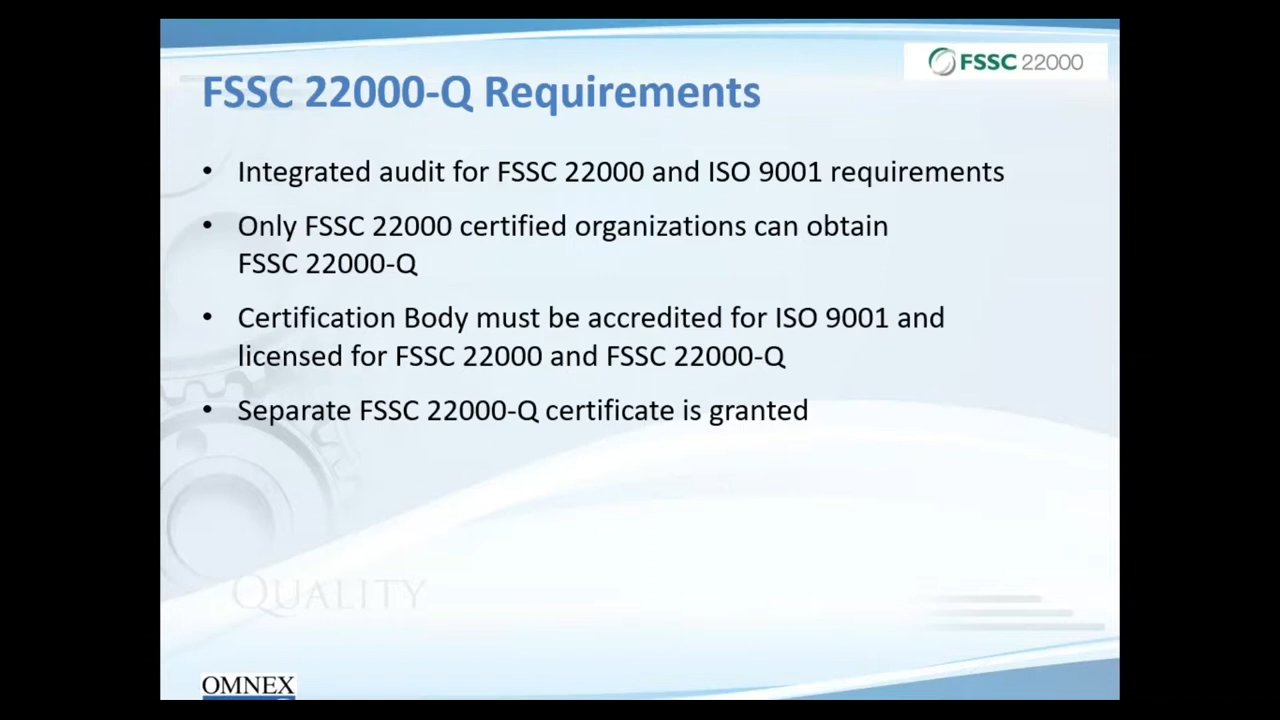 FSSC 22000
FSSC 22000-Q Requirements
• Integrated audit for FSSC 22000 and ISO 9001 requirements
• Only FSSC 22000 certified organizations can obtain
FSSC 22000-Q
• Certification Body must be accredited for ISO 9001 and
licensed for FSSC 22000 and FSSC 22000-Q
• Separate FSSC 22000-Q certificate is granted
QUALITY
OMNEX